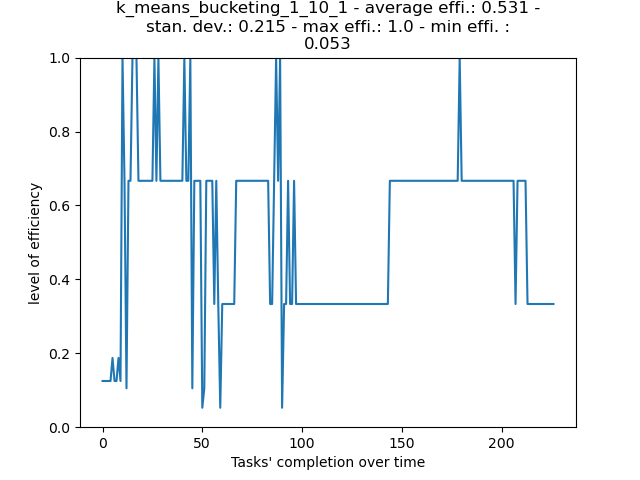 k_means_bucketing_1_10_1 - average effi.: 0.531 -
stan. dev.: 0.215 - max effi.: 1.0 - min effi. :
0.053
1.0
0.8
0.6
0.4
0.2
0.0
level of efficiency
0 50 100 150 200
Tasks' completion over time